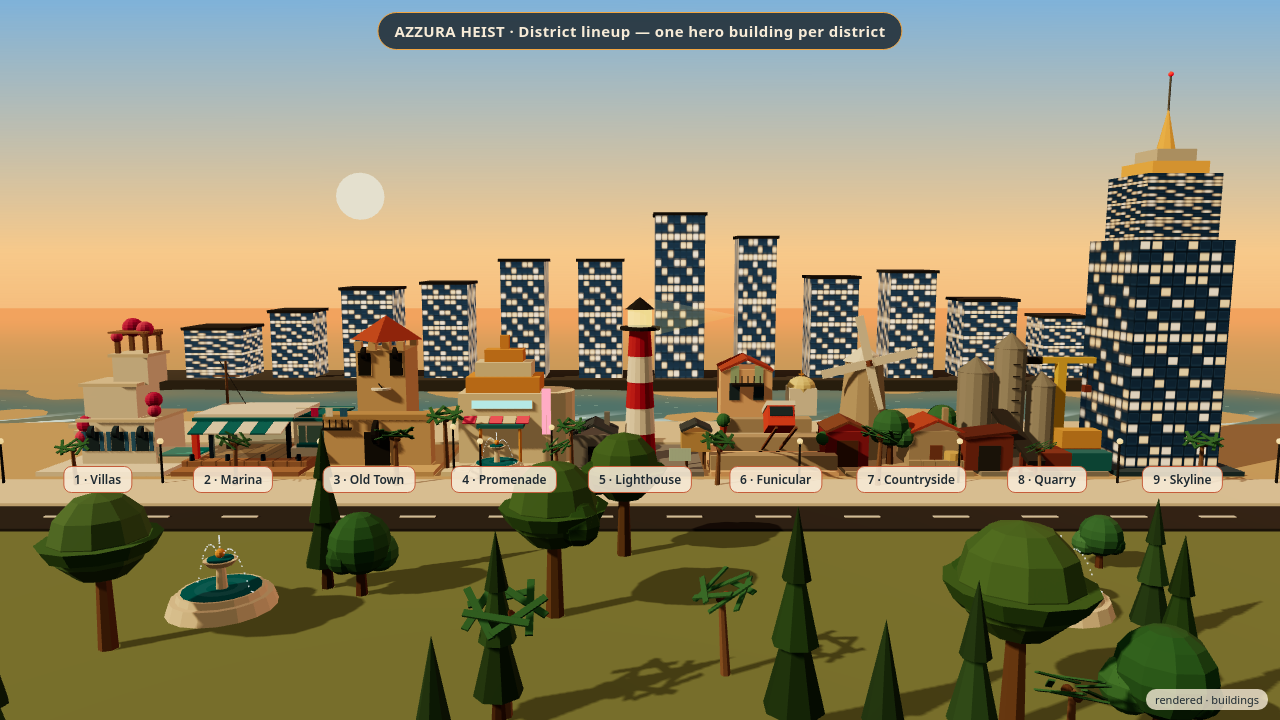 AZZURA HEIST · District lineup — one hero building per district
1 · Villas
2 · Marina
3 · Old Town
4 · Promenade
5 · Lighthouse
6 · Funicular
7 · Countryside
8 · Quarry
9 · Skyline
rendered · buildings